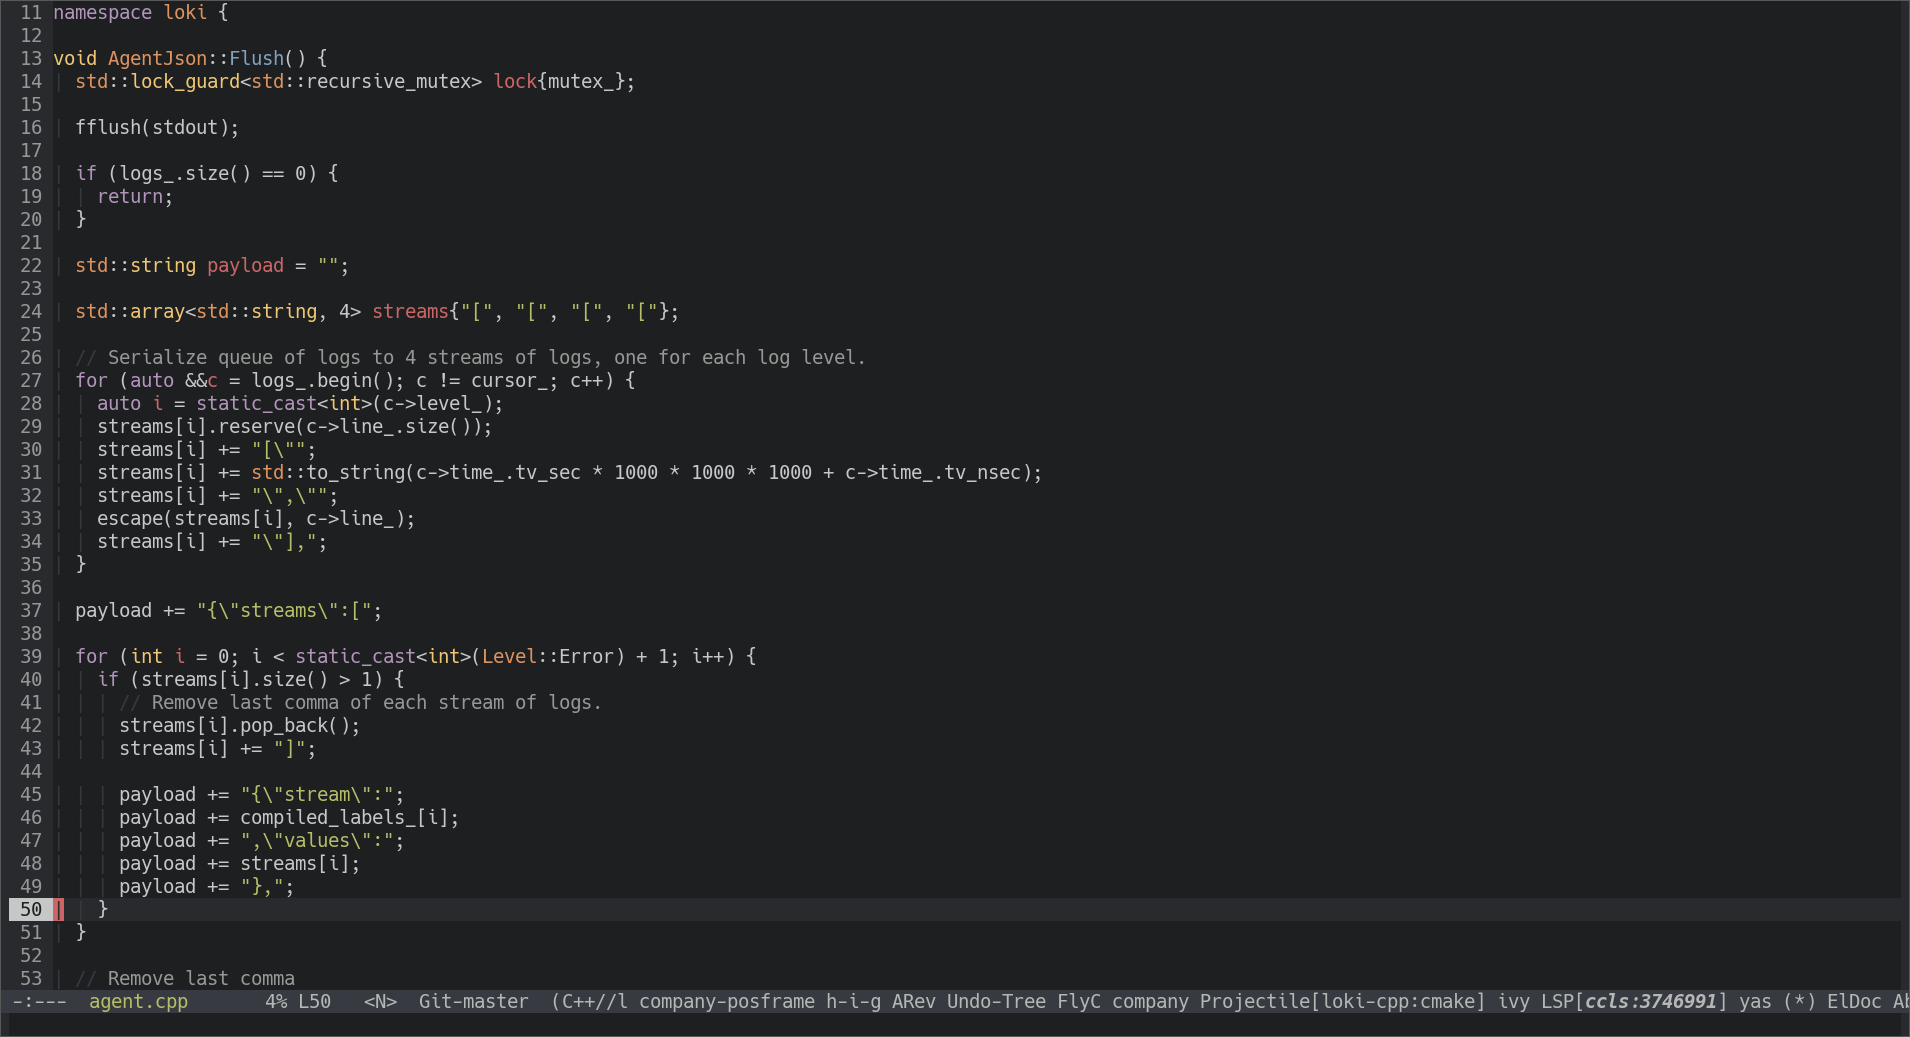 11 namespace loki {
12
13 void AgentJson::Flush() {
14 std::lock_guard<std::recursive_mutex> lock{mutex_};
15
16 fflush(stdout);
17
18 if (logs_.size() == 0) {
19 return;
20 }
21
22 std::string payload = "";
23
24 std::array<std::string, 4> streams{"[", "[", "[", "["};
25
26 // Serialize queue of logs to 4 streams of logs, one for each log level.
27 for (auto &&c = logs_.begin(); c != cursor_; c++) {
28 auto i = static_cast<int>(c->level_);
29 streams[i].reserve(c->line_.size());
30 streams[i] += "[\"";
31 streams[i] += std::to_string(c->time_.tv_sec * 1000 * 1000 * 1000 + c->time_.tv_nsec);
32 streams[i] += "\",\"";
33 escape(streams[i], c->line_);
34 streams[i] += "\"],";
35 }
36
37 payload += "{\"streams\":[";
38
39 for (int i = 0; i < static_cast<int>(Level::Error) + 1; i++) {
40 if (streams[i].size() > 1) {
41 // Remove last comma of each stream of logs.
42 streams[i].pop_back();
43 streams[i] += "]";
44
45 payload += "{\"stream\":";
46 payload += compiled_labels_[i];
47 payload += ",\"values\":";
48 payload += streams[i];
49 payload += "},";
50 }
51 }
52
53 // Remove last comma
-:--- agent.cpp 4% L50 <N> Git-master (C++//l company-posframe h-i-g ARev Undo-Tree FlyC company Projectile[loki-cpp:cmake] ivy LSP[ccls:3746991] yas (*) ElDoc Ab